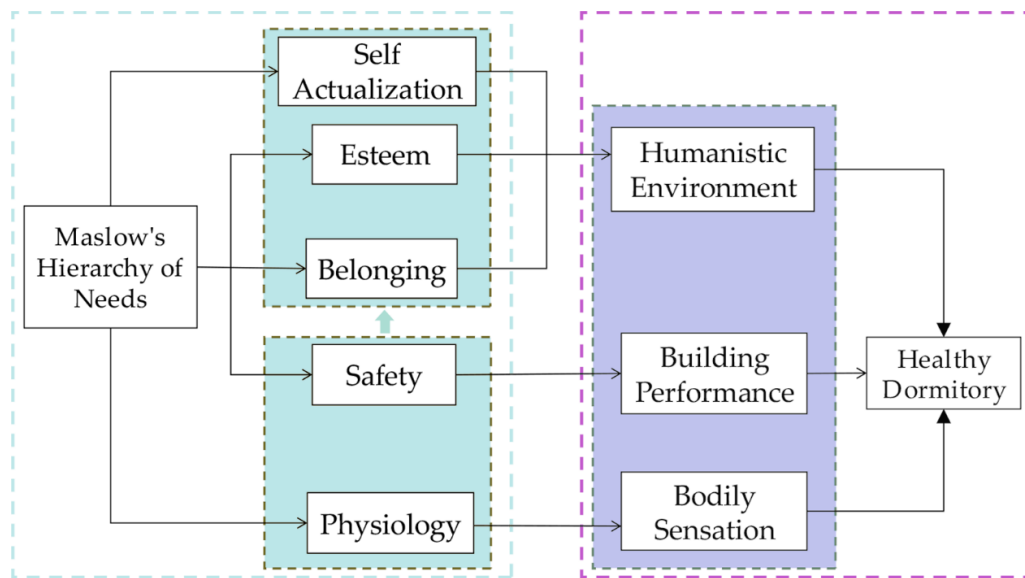 Self
Actualization
Esteem
Belonging
Maslow's
Hierarchy of
Needs
Safety
Physiology
Humanistic
Environment
Building
Performance
Bodily
Sensation
Healthy
Dormitory